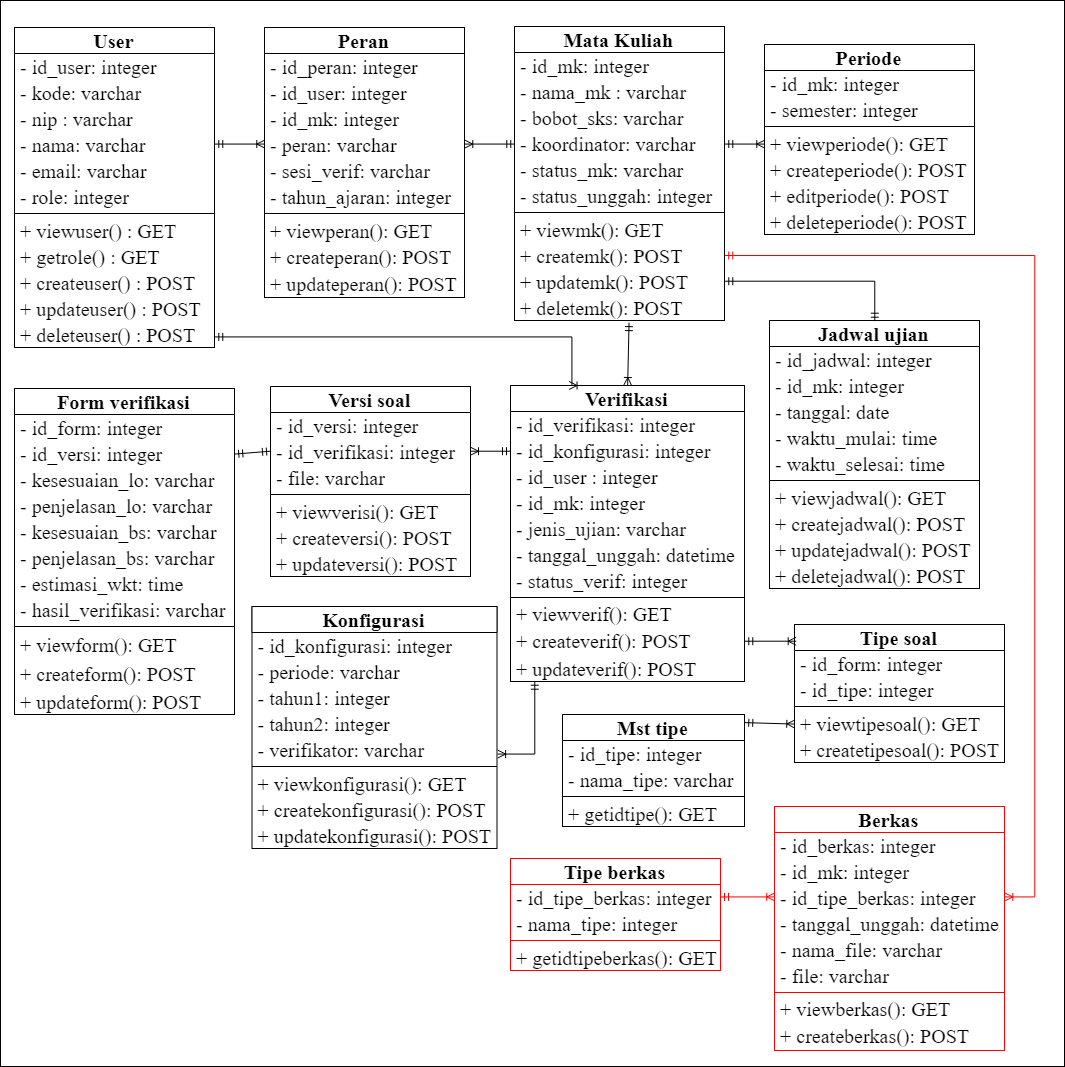 User
- id_user: integer
- kode: varchar
- nip : varchar
- nama: varchar
- email: varchar
- role: integer
+ viewuser() : GET
+ getrole() : GET
+ createuser() : POST
+ updateuser() : POST
+ deleteuser() : POST
Peran
- id_peran: integer
- id_user: integer
- id_mk: integer
- peran: varchar
- sesi_verif: varchar
- tahun_ajaran: integer
+ viewperan(): GET
+ createperan(): POST
+ updateperan(): POST
Mata Kuliah
- id_mk: integer
- nama_mk : varchar
- bobot_sks: varchar
- koordinator: varchar
- status_mk: varchar
- status_unggah: integer
+ viewmk(): GET
+ createmk(): POST
+ updatemk(): POST
+ deletemk(): POST
Periode
- id_mk: integer
- semester: integer
+ viewperiode(): GET
+ createperiode(): POST
+ editperiode(): POST
+ deleteperiode(): POST
Jadwal ujian
- id_jadwal: integer
- id_mk: integer
- tanggal: date
- waktu_mulai: time
- waktu_selesai: time
+ viewjadwal(): GET
+ createjadwal(): POST
+ updatejadwal(): POST
+ deletejadwal(): POST
Form verifikasi
- id_form: integer
- id_versi: integer
- kesesuaian_lo: varchar
- penjelasan_lo: varchar
- kesesuaian_bs: varchar
- penjelasan_bs: varchar
- estimasi_wkt: time
- hasil_verifikasi: varchar
+ viewform(): GET
+ createform(): POST
+ updateform(): POST
Versi soal
- id_versi: integer
- id_verifikasi: integer
- file: varchar
+ viewverisi(): GET
+ createversi(): POST
+ updateversi(): POST
Verifikasi
- id_verifikasi: integer
- id_konfigurasi: integer
- id_user : integer
- id_mk: integer
- jenis_ujian: varchar
- tanggal_unggah: datetime
- status_verif: integer
+ viewverif(): GET
+ createverif(): POST
+ updateverif(): POST
Konfigurasi
- id_konfigurasi: integer
- periode: varchar
- tahun1: integer
- tahun2: integer
- verifikator: varchar
+ viewkonfigurasi(): GET
+ createkonfigurasi(): POST
+ updatekonfigurasi(): POST
Tipe soal
- id_form: integer
- id_tipe: integer
+ viewtipesoal(): GET
+ createtipesoal(): POST
Mst tipe
- id_tipe: integer
- nama_tipe: varchar
+ getidtipe(): GET
Tipe berkas
- id_tipe_berkas: integer
- nama_tipe: integer
+ getidtipeberkas(): GET
Berkas
- id_berkas: integer
- id_mk: integer
- id_tipe_berkas: integer
- tanggal_unggah: datetime
- nama_file: varchar
- file: varchar
+ viewberkas(): GET
+ createberkas(): POST